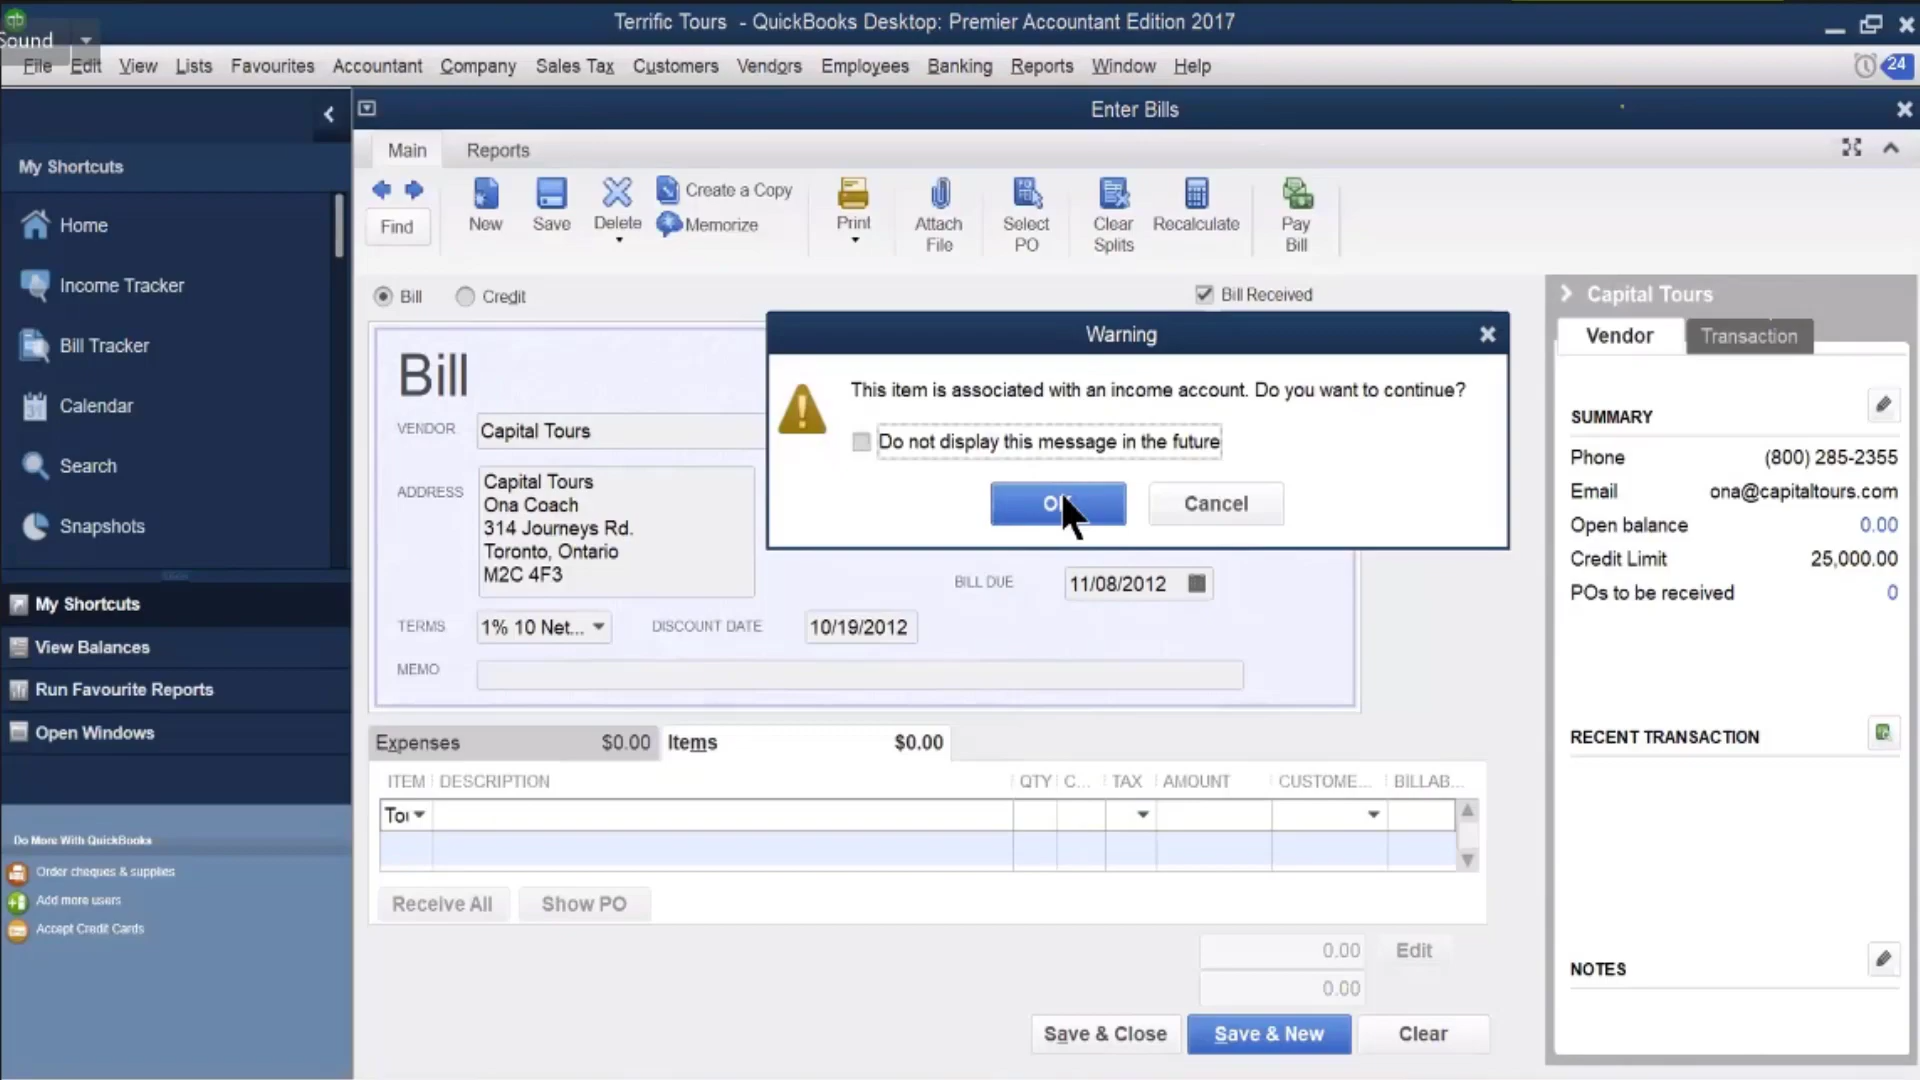 Terrific Tours - QuickBooks Desktop: Premier Accountant Edition 2017
qb
Sound
File Edit View Lists Favourites Accountant Company Sales Tax Customers Vendors Employees Banking Reports Window Help
24
Enter Bills
My Shortcuts
Home
Income Tracker
Bill Tracker
Calendar
Search
Snapshots
My Shortcuts
View Balances
Run Favourite Reports
Open Windows
Do More With QuickBooks
Order cheques & supplies
Add more users
Accept Credit Cards
Main Reports
Find
New
Save
Delete
Create a Copy
Memorize
Print
Attach
File
Select
PO
Clear
Splits
Recalculate
Pay
Bill
Bill Credit
Bill Received
Bill
VENDOR Capital Tours
ADDRESS
Capital Tours
Ona Coach
314 Journeys Rd.
Toronto, Ontario
M2C 4F3
BILL DUE 11/08/2012
TERMS 1% 10 Net... DISCOUNT DATE 10/19/2012
MEMO
Warning
This item is associated with an income account. Do you want to continue?
Do not display this message in the future
Cancel
Expenses $0.00 Items $0.00
ITEM DESCRIPTION QTY C... TAX AMOUNT CUSTOME... BILLAB...
Receive All Show PO
0.00 Edit
0.00
Save & Close Save & New Clear
Capital Tours
Vendor Transaction
SUMMARY
Phone (800) 285-2355
Email ona@capitaltours.com
Open balance 0.00
Credit Limit 25,000.00
POs to be received 0
RECENT TRANSACTION
NOTES